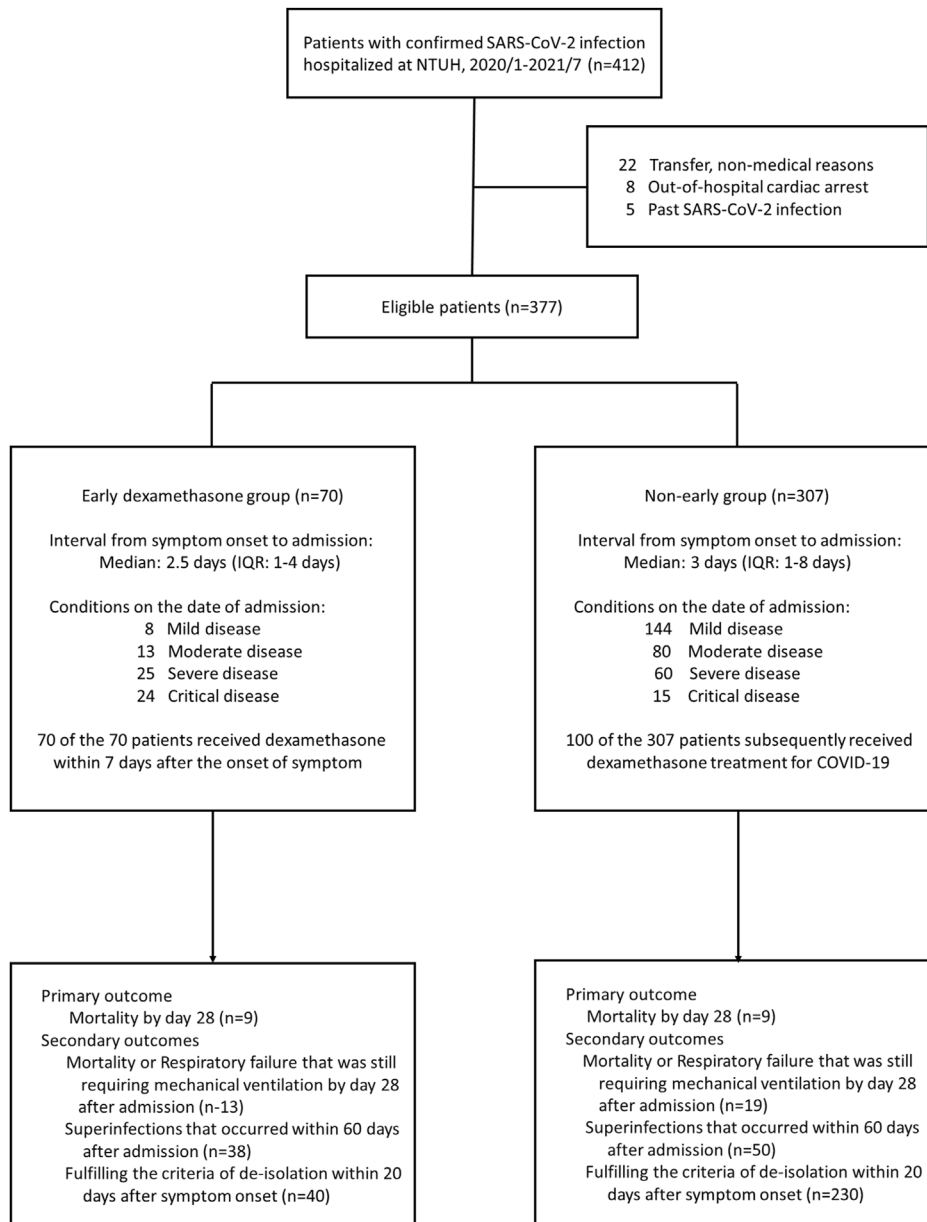 Patients with confirmed SARS-CoV-2 infection
hospitalized at NTUH, 2020/1-2021/7 (n=412)
22 Transfer, non-medical reasons
8 Out-of-hospital cardiac arrest
5 Past SARS-CoV-2 infection
Eligible patients (n=377)
Early dexamethasone group (n=70)
Interval from symptom onset to admission:
Median: 2.5 days (IQR: 1-4 days)
Conditions on the date of admission:
8 Mild disease
13 Moderate disease
25 Severe disease
24 Critical disease
70 of the 70 patients received dexamethasone
within 7 days after the onset of symptom
Non-early group (n=307)
Interval from symptom onset to admission:
Median: 3 days (IQR: 1-8 days)
Conditions on the date of admission:
144 Mild disease
80 Moderate disease
60 Severe disease
15 Critical disease
100 of the 307 patients subsequently received
dexamethasone treatment for COVID-19
Primary outcome
Mortality by day 28 (n=9)
Secondary outcomes
Mortality or Respiratory failure that was still
requiring mechanical ventilation by day 28
after admission (n-13)
Superinfections that occurred within 60 days
after admission (n=38)
Fulfilling the criteria of de-isolation within 20
days after symptom onset (n=40)
Primary outcome
Mortality by day 28 (n=9)
Secondary outcomes
Mortality or Respiratory failure that was still
requiring mechanical ventilation by day 28
after admission (n=19)
Superinfections that occurred within 60 days
after admission (n=50)
Fulfilling the criteria of de-isolation within 20
days after symptom onset (n=230)